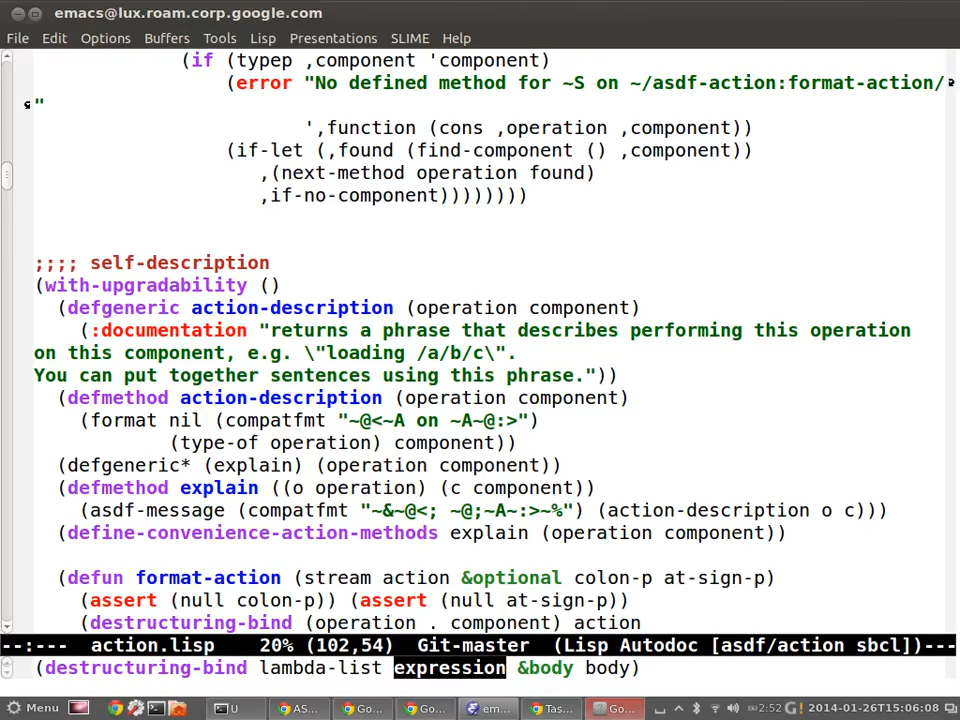 emacs@lux.roam.corp.google.com
File Edit Options Buffers Tools Lisp Presentations SLIME Help
(if (typep ,component 'component)
(error "No defined method for ~S on ~/asdf-action:format-action/
"
',function (cons ,operation ,component))
(if-let (,found (find-component () ,component))
,(next-method operation found)
,if-no-component))))))))
;;;; self-description
(with-upgradability ()
(defgeneric action-description (operation component)
(:documentation "returns a phrase that describes performing this operation
on this component, e.g. \"loading /a/b/c\".
You can put together sentences using this phrase."))
(defmethod action-description (operation component)
(format nil (compatfmt "~@<~A on ~A~@:>")
(type-of operation) component))
(defgeneric* (explain) (operation component))
(defmethod explain ((o operation) (c component))
(asdf-message (compatfmt "~&~@<; ~@;~A~:>~%") (action-description o c)))
(define-convenience-action-methods explain (operation component))
(defun format-action (stream action &optional colon-p at-sign-p)
(assert (null colon-p)) (assert (null at-sign-p))
(destructuring-bind (operation . component) action
--:--- action.lisp 20% (102,54) Git-master (Lisp Autodoc [asdf/action sbcl])---
(destructuring-bind lambda-list expression &body body)
Menu U AS... Go... Go... em... Tas... Go... 2:52 2014-01-26T15:06:08